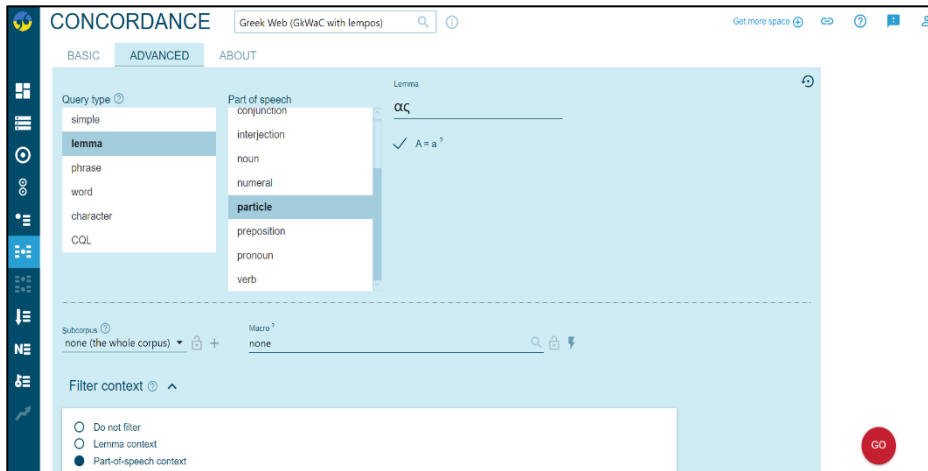 CONCORDANCE
Greek Web (GkWaC with lempos)
Get more space
BASIC
ADVANCED
ABOUT
Query type
simple
lemma
phrase
word
character
CQL
Part of speech
conjunction
interjection
noun
numeral
particle
preposition
pronoun
verb
Lemma
ας
A = a ?
Subcorpus
none (the whole corpus)
Macro ?
none
Filter context
Do not filter
Lemma context
Part-of-speech context
GO